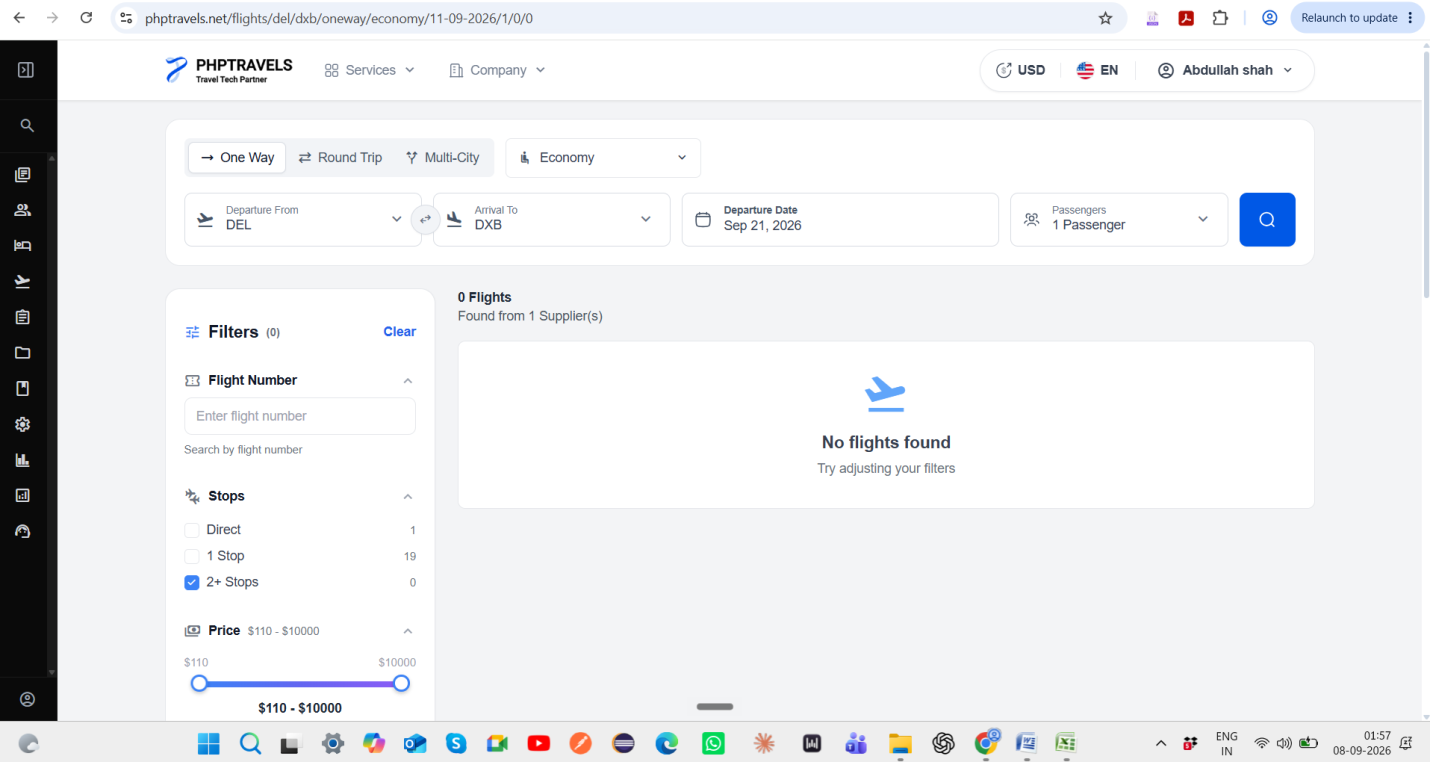 phptravels.net/flights/del/dxb/oneway/economy/11-09-2026/1/0/0
Relaunch to update
PHPTRAVELS
Travel Tech Partner
Services
Company
USD
EN
Abdullah shah
One Way
Round Trip
Multi-City
Economy
Departure From
DEL
Arrival To
DXB
Departure Date
Sep 21, 2026
Passengers
1 Passenger
Filters (0)
Clear
Flight Number
Enter flight number
Search by flight number
Stops
Direct 1
1 Stop 19
2+ Stops 0
Price $110 - $10000
$110 $10000
$110 - $10000
0 Flights
Found from 1 Supplier(s)
No flights found
Try adjusting your filters
ENG
IN
01:57
08-09-2026